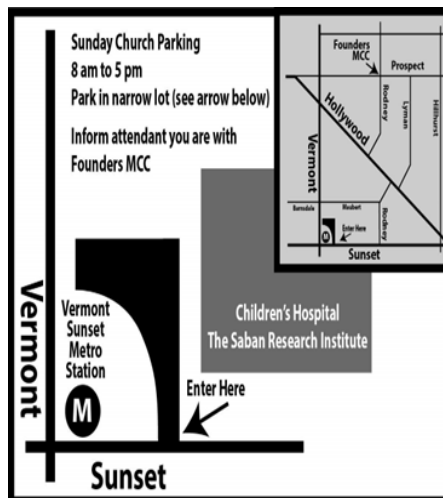 Sunday Church Parking
8 am to 5 pm
Park in narrow lot (see arrow below)
Inform attendant you are with
Founders MCC
Founders
MCC
Prospect
Rodney
Lyman
Hillhurst
Hollywood
Vermont
Barnsdale
Maubert
Rodney
M
Enter Here
Sunset
Vermont
Vermont
Sunset
Metro
Station
M
Children's Hospital
The Saban Research Institute
Enter Here
Sunset